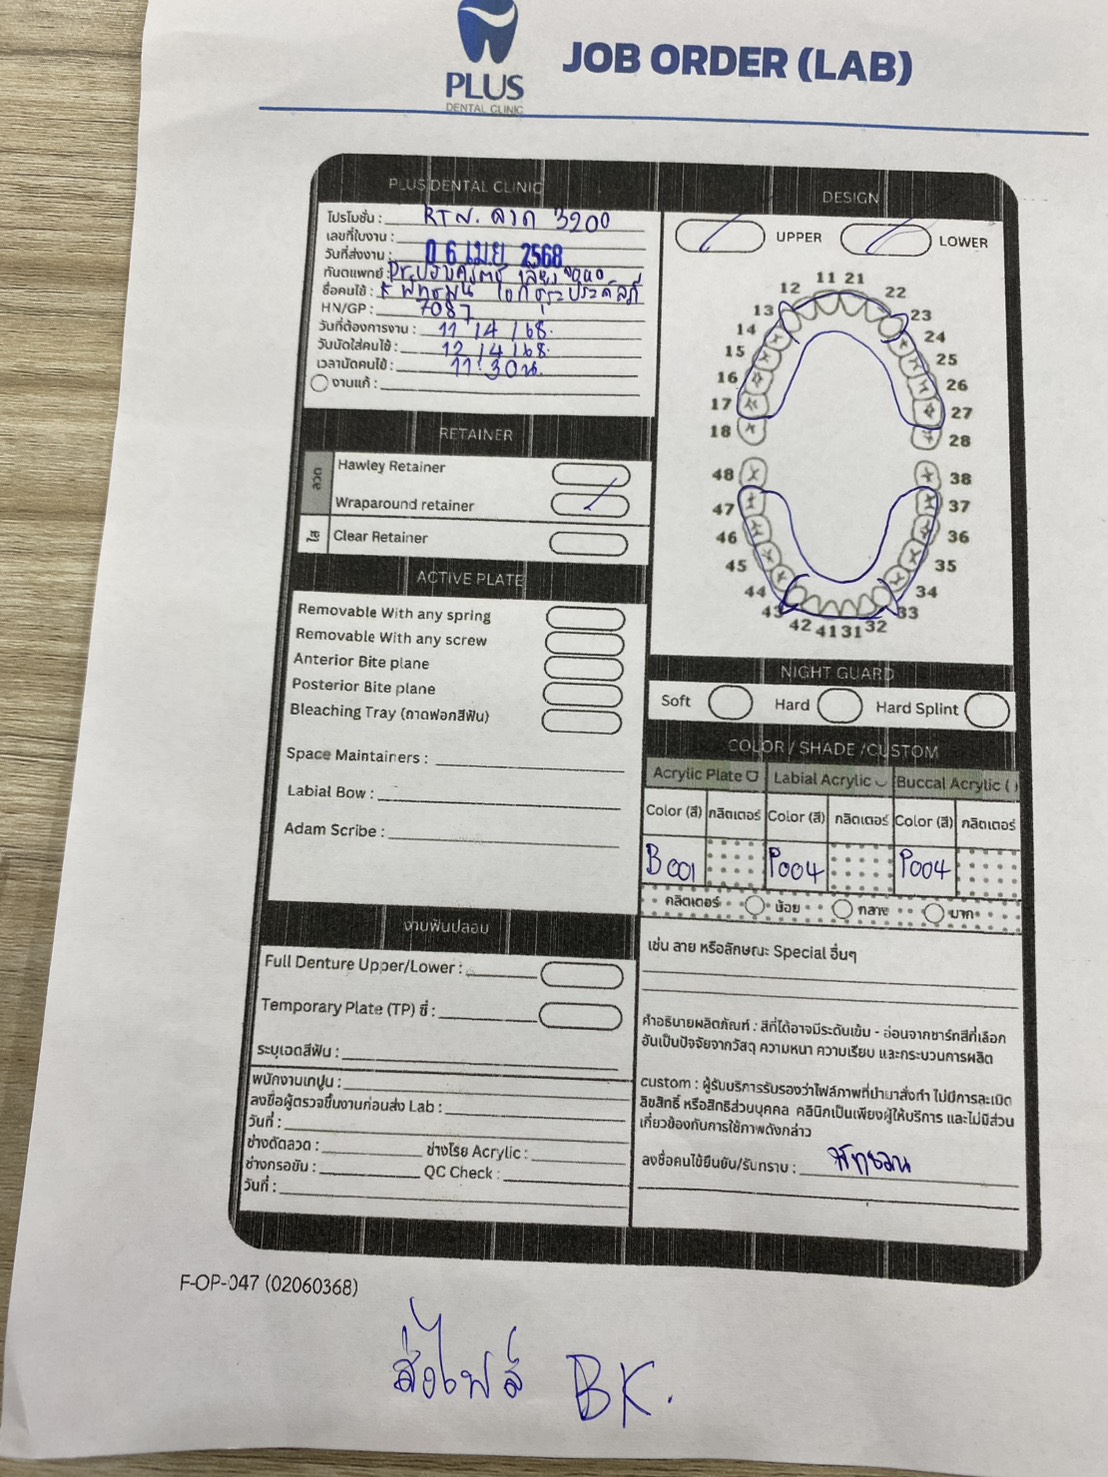 PLUS
DENTAL CLINIC
JOB ORDER (LAB)
PLUS DENTAL CLINIC
โปรโมชั่น : RTN. ลวด 3200
เลขที่ใบงาน :
วันที่ส่งงาน : 06 เม.ย 2568
ทันตแพทย์ : Dr.
ชื่อคนไข้ :
HN/GP : 7087
วันที่ต้องการงาน : 11/4/68.
วันนัดใส่คนไข้ : 12/4/68.
เวลานัดคนไข้ : 11.30น.
งานแก้ :
RETAINER
ลวด
Hawley Retainer
Wraparound retainer
ใส
Clear Retainer
ACTIVE PLATE
Removable With any spring
Removable With any screw
Anterior Bite plane
Posterior Bite plane
Bleaching Tray (ถาดฟอกสีฟัน)
Space Maintainers :
Labial Bow :
Adam Scribe :
งานฟันปลอม
Full Denture Upper/Lower :
Temporary Plate (TP) ซี่ :
ระบุเฉดสีฟัน :
พนักงานเทปูน :
ลงชื่อผู้ตรวจชิ้นงานก่อนส่ง Lab :
วันที่ :
ช่างดัดลวด : ช่างโรย Acrylic :
ช่างกรอขัด : QC Check :
วันที่ :
DESIGN
UPPER LOWER
11 21
12 22
13 23
14 24
15 25
16 26
17 27
18 28
48 38
47 37
46 36
45 35
44 34
43 33
42 41 31 32
NIGHT GUARD
Soft Hard Hard Splint
COLOR / SHADE /CUSTOM
Acrylic Plate Labial Acrylic Buccal Acrylic ( )
Color (สี) กลิตเตอร์ Color (สี) กลิตเตอร์ Color (สี) กลิตเตอร์
B001 P004 P004
กลิตเตอร์ น้อย กลาง มาก
เช่น ลาย หรือลักษณะ Special อื่นๆ
คำอธิบายผลิตภัณฑ์ : สีที่ได้อาจมีระดับเข้ม - อ่อนจากชาร์ทสีที่เลือก
อันเป็นปัจจัยจากวัสดุ ความหนา ความเรียบ และกระบวนการผลิต
custom : ผู้รับบริการรับรองว่าไฟล์ภาพที่นำมาสั่งทำ ไม่มีการละเมิด
ลิขสิทธิ์ หรือสิทธิส่วนบุคคล คลินิกเป็นเพียงผู้ให้บริการ และไม่มีส่วน
เกี่ยวข้องกับการใช้ภาพดังกล่าว
ลงชื่อคนไข้ยืนยัน/รับทราบ :
F-OP-047 (02060368)
ส่งไฟล์ BK.